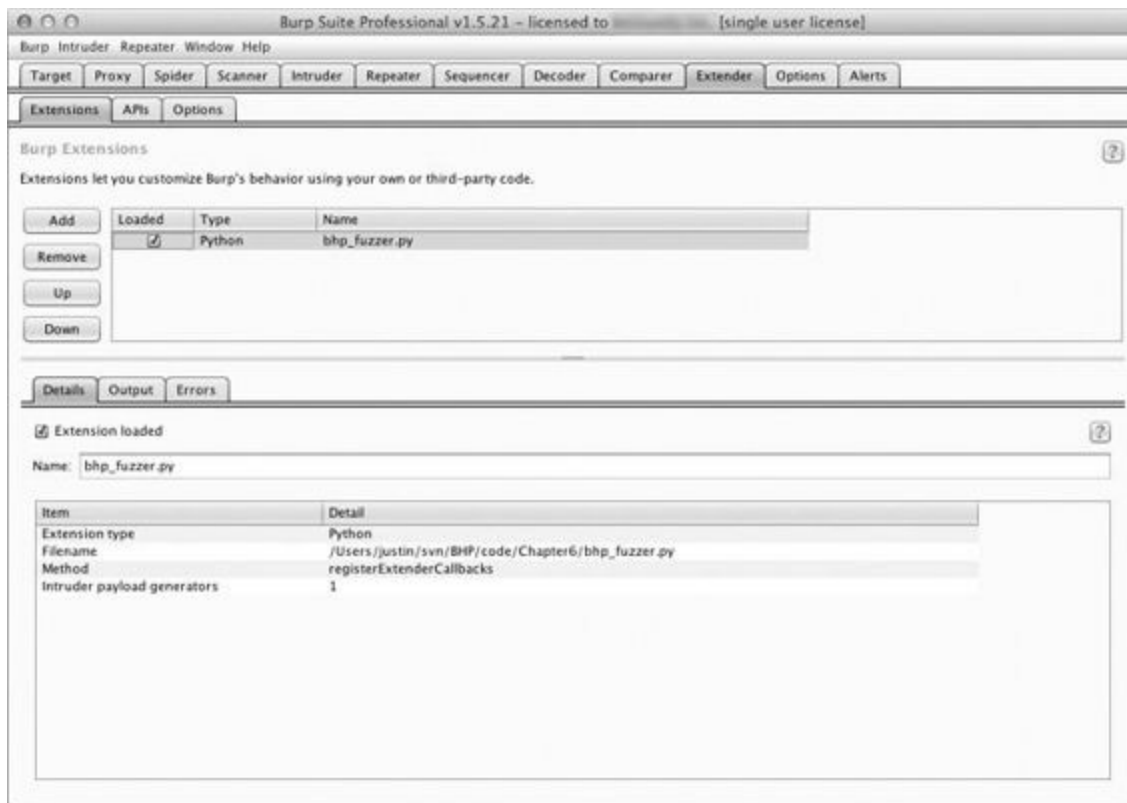 Burp Suite Professional v1.5.21 - licensed to [single user license]
Burp Intruder Repeater Window Help
Target Proxy Spider Scanner Intruder Repeater Sequencer Decoder Comparer Extender Options Alerts
Extensions APIs Options
Burp Extensions
?
Extensions let you customize Burp's behavior using your own or third-party code.
Add Loaded Type Name
Python bhp_fuzzer.py
Remove
Up
Down
Details Output Errors
Extension loaded
?
Name: bhp_fuzzer.py
Item Detail
Extension type Python
Filename /Users/justin/svn/BHP/code/Chapter6/bhp_fuzzer.py
Method registerExtenderCallbacks
Intruder payload generators 1